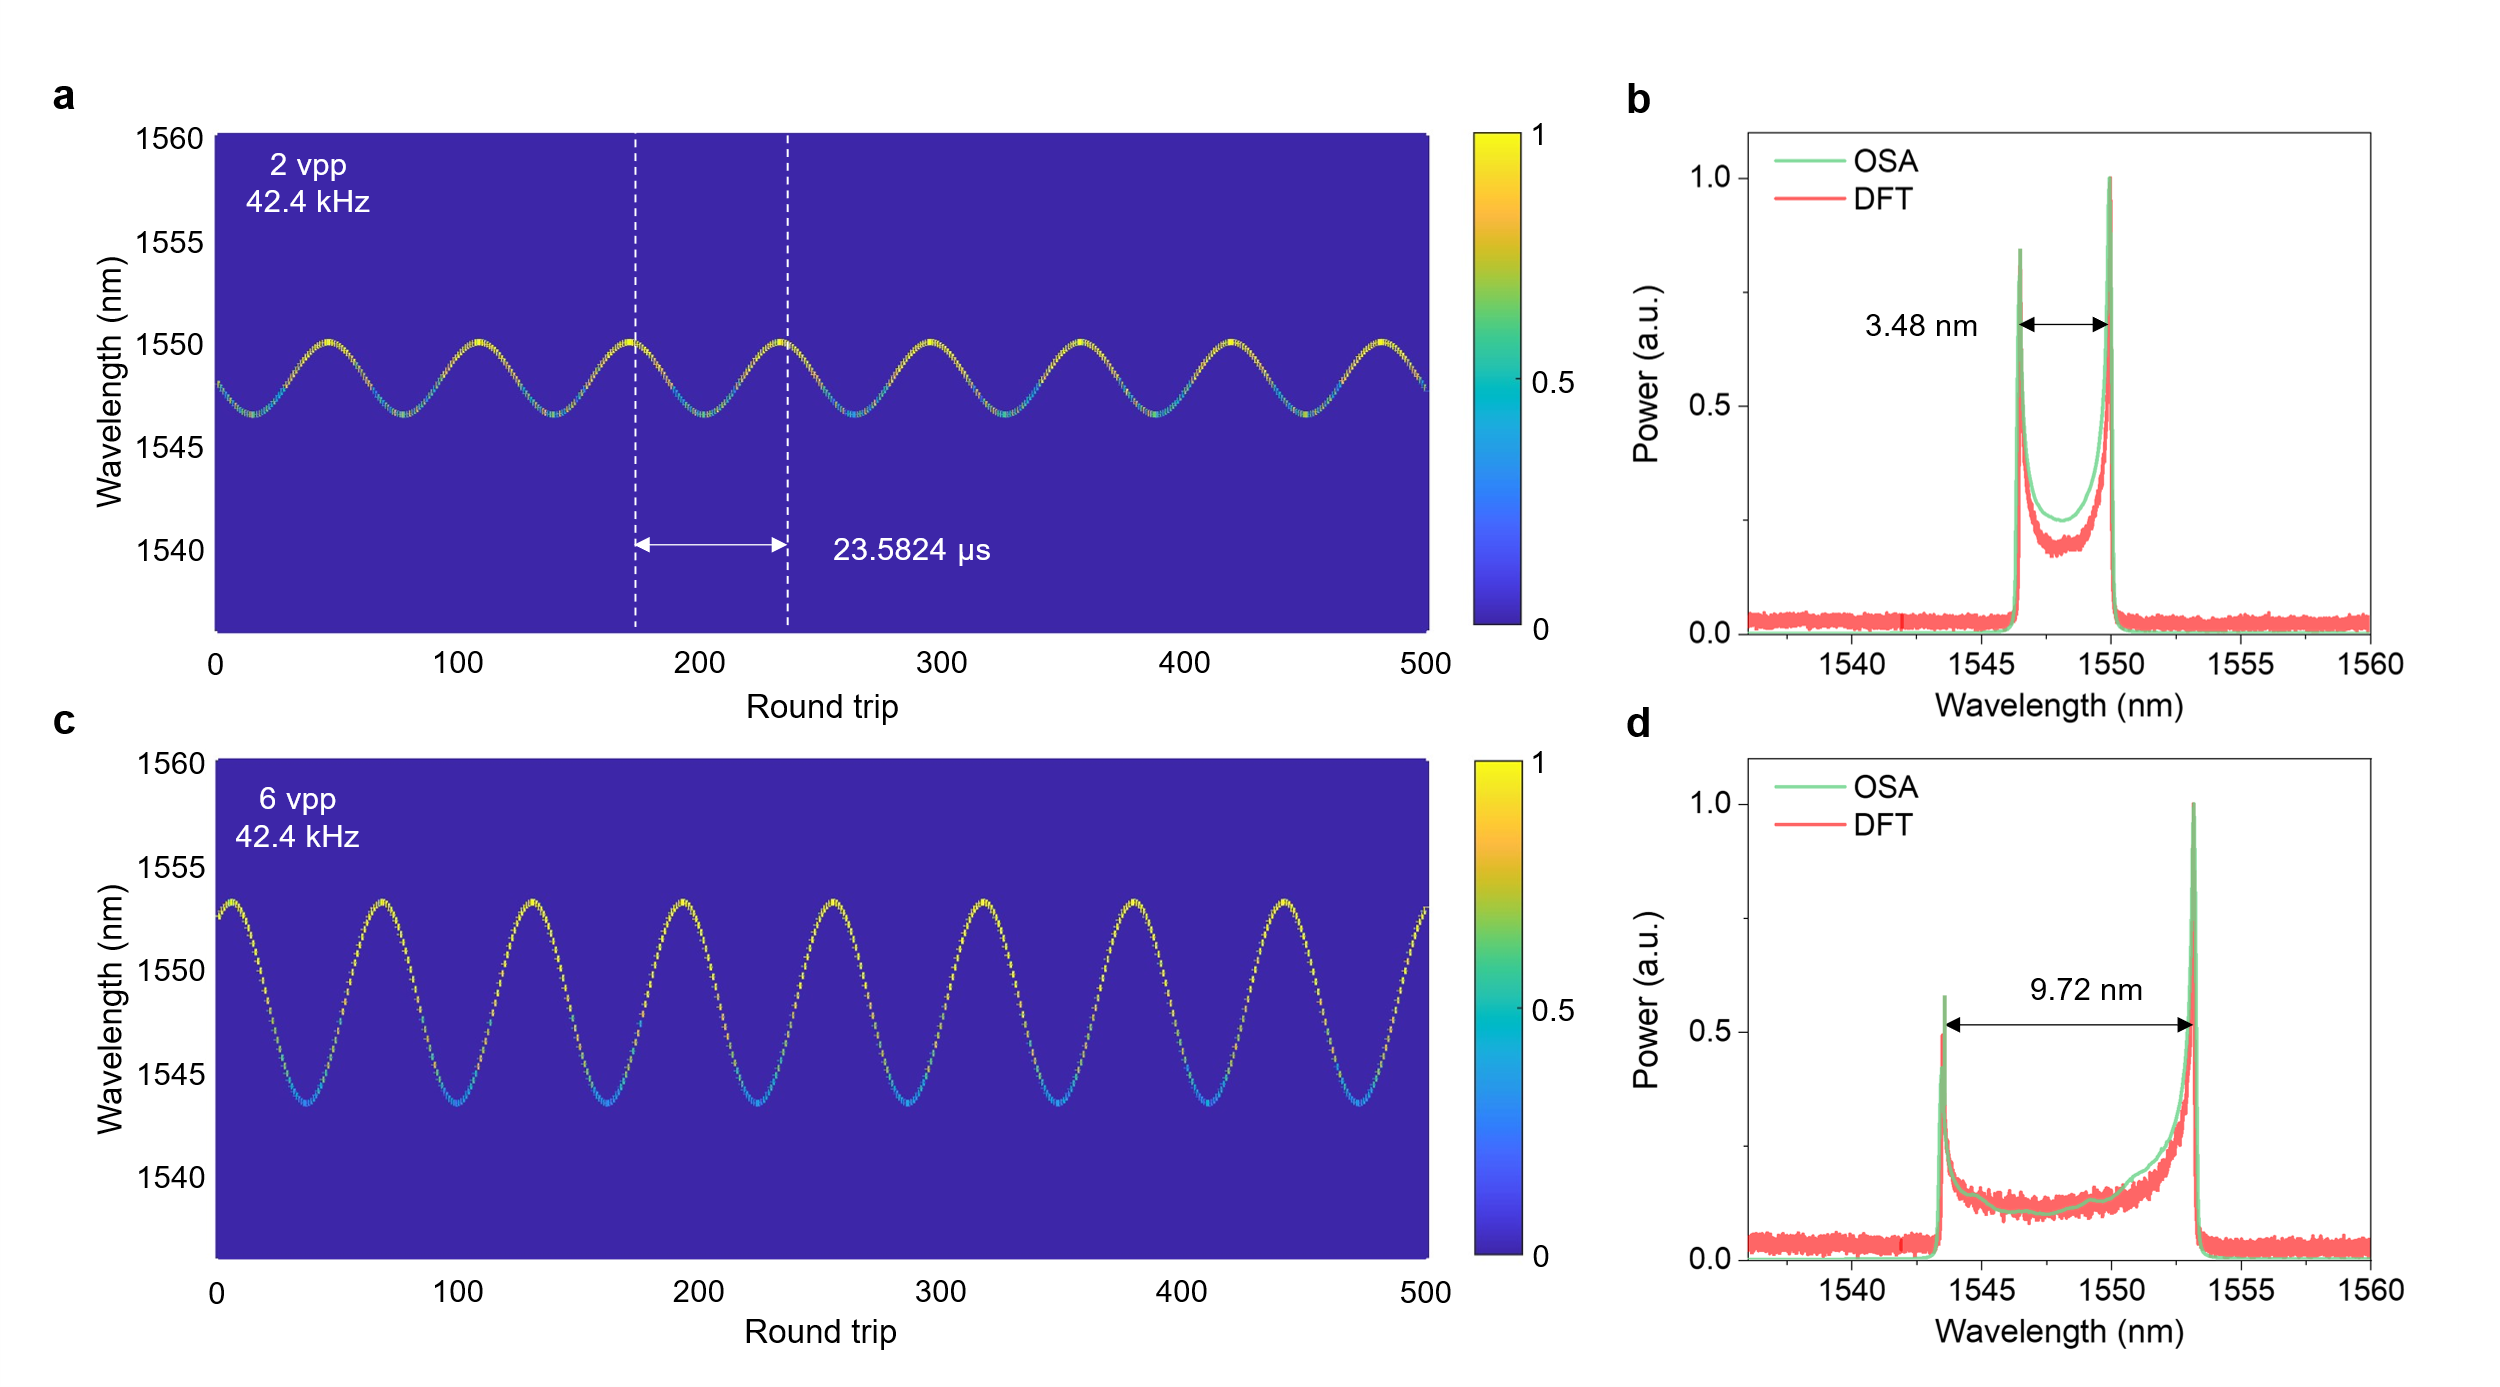 a
1560
1555
1550
1545
1540
Wavelength (nm)
2 vpp
42.4 kHz
23.5824 µs
0
100
200
300
400
500
Round trip
1
0.5
0
b
OSA
DFT
3.48 nm
1.0
0.5
0.0
Power (a.u.)
1540
1545
1550
1555
1560
Wavelength (nm)
c
1560
1555
1550
1545
1540
Wavelength (nm)
6 vpp
42.4 kHz
0
100
200
300
400
500
Round trip
1
0.5
0
d
OSA
DFT
9.72 nm
1.0
0.5
0.0
Power (a.u.)
1540
1545
1550
1555
1560
Wavelength (nm)